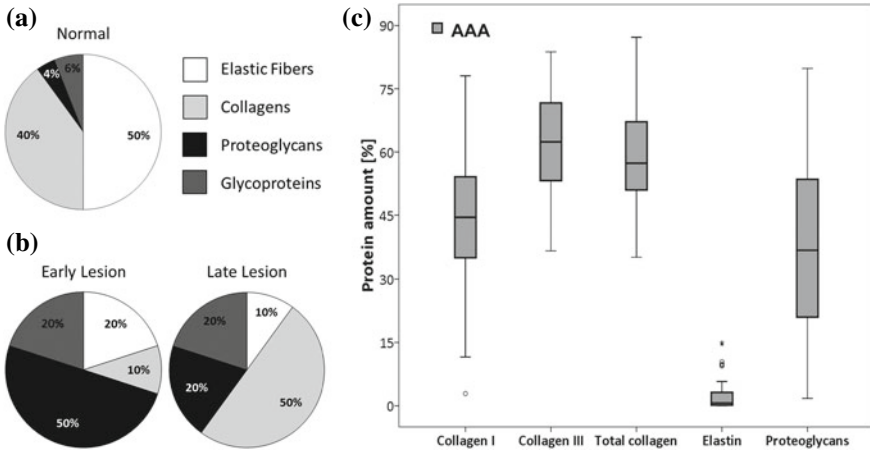 (a)
Normal
4%
6%
40%
50%
Elastic Fibers
Collagens
Proteoglycans
Glycoproteins
(b)
Early Lesion
20%
20%
10%
50%
Late Lesion
20%
10%
20%
50%
(c)
AAA
Protein amount [%]
90
75
60
45
30
15
0
Collagen I
Collagen III
Total collagen
Elastin
Proteoglycans